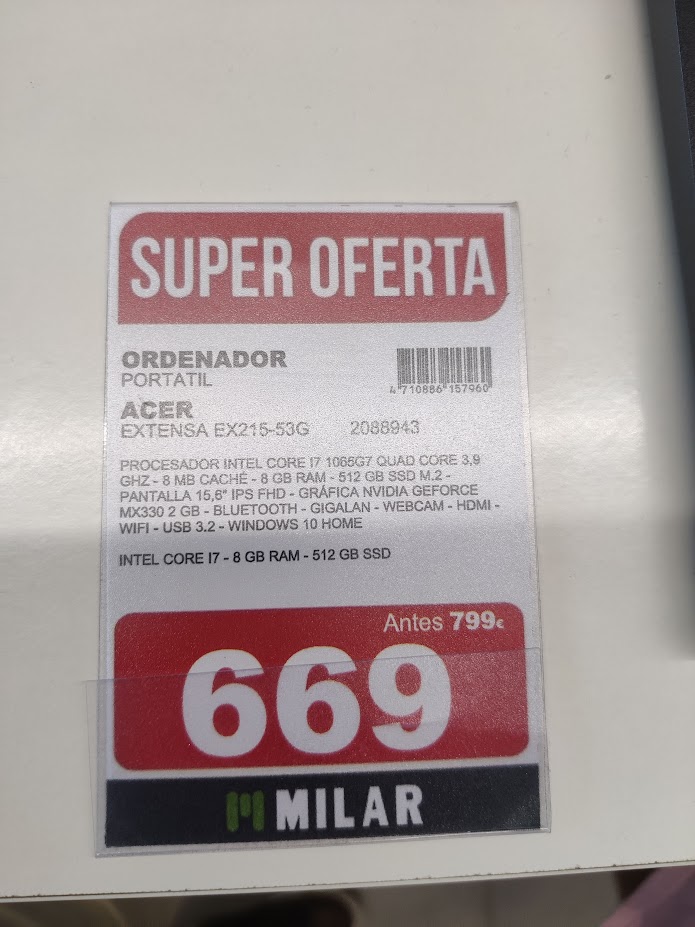 SUPER OFERTA
ORDENADOR
PORTATIL
4 710886 157960
ACER
EXTENSA EX215-53G 2088943
PROCESADOR INTEL CORE I7 1065G7 QUAD CORE 3,9
GHZ - 8 MB CACHÉ - 8 GB RAM - 512 GB SSD M.2 -
PANTALLA 15,6" IPS FHD - GRÁFICA NVIDIA GEFORCE
MX330 2 GB - BLUETOOTH - GIGALAN - WEBCAM - HDMI -
WIFI - USB 3.2 - WINDOWS 10 HOME
INTEL CORE I7 - 8 GB RAM - 512 GB SSD
Antes 799€
669
MILAR